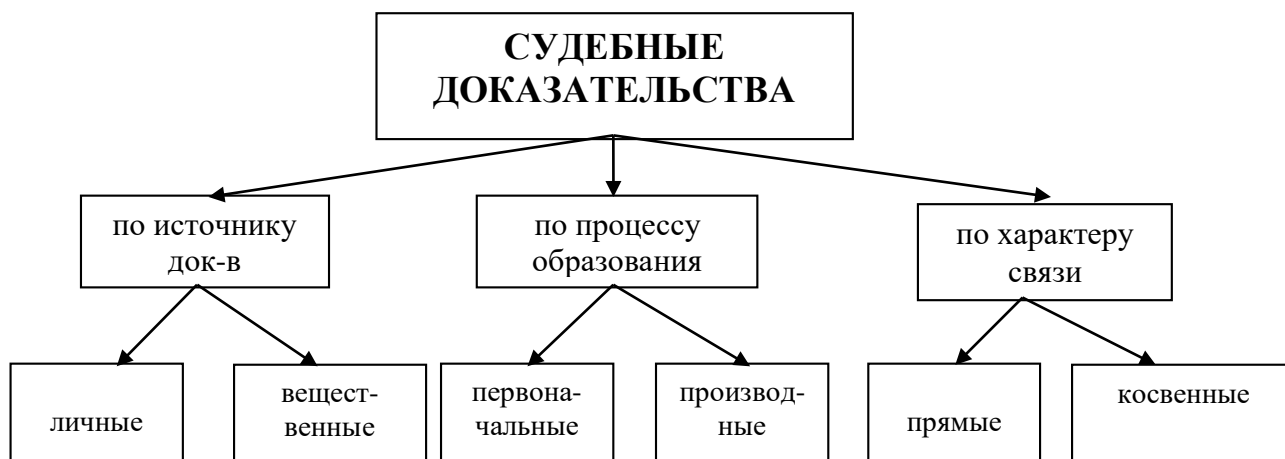 СУДЕБНЫЕ
ДОКАЗАТЕЛЬСТВА
по источнику
док-в
по процессу
образования
по характеру
связи
личные
вещест-
венные
первона-
чальные
производ-
ные
прямые
косвенные